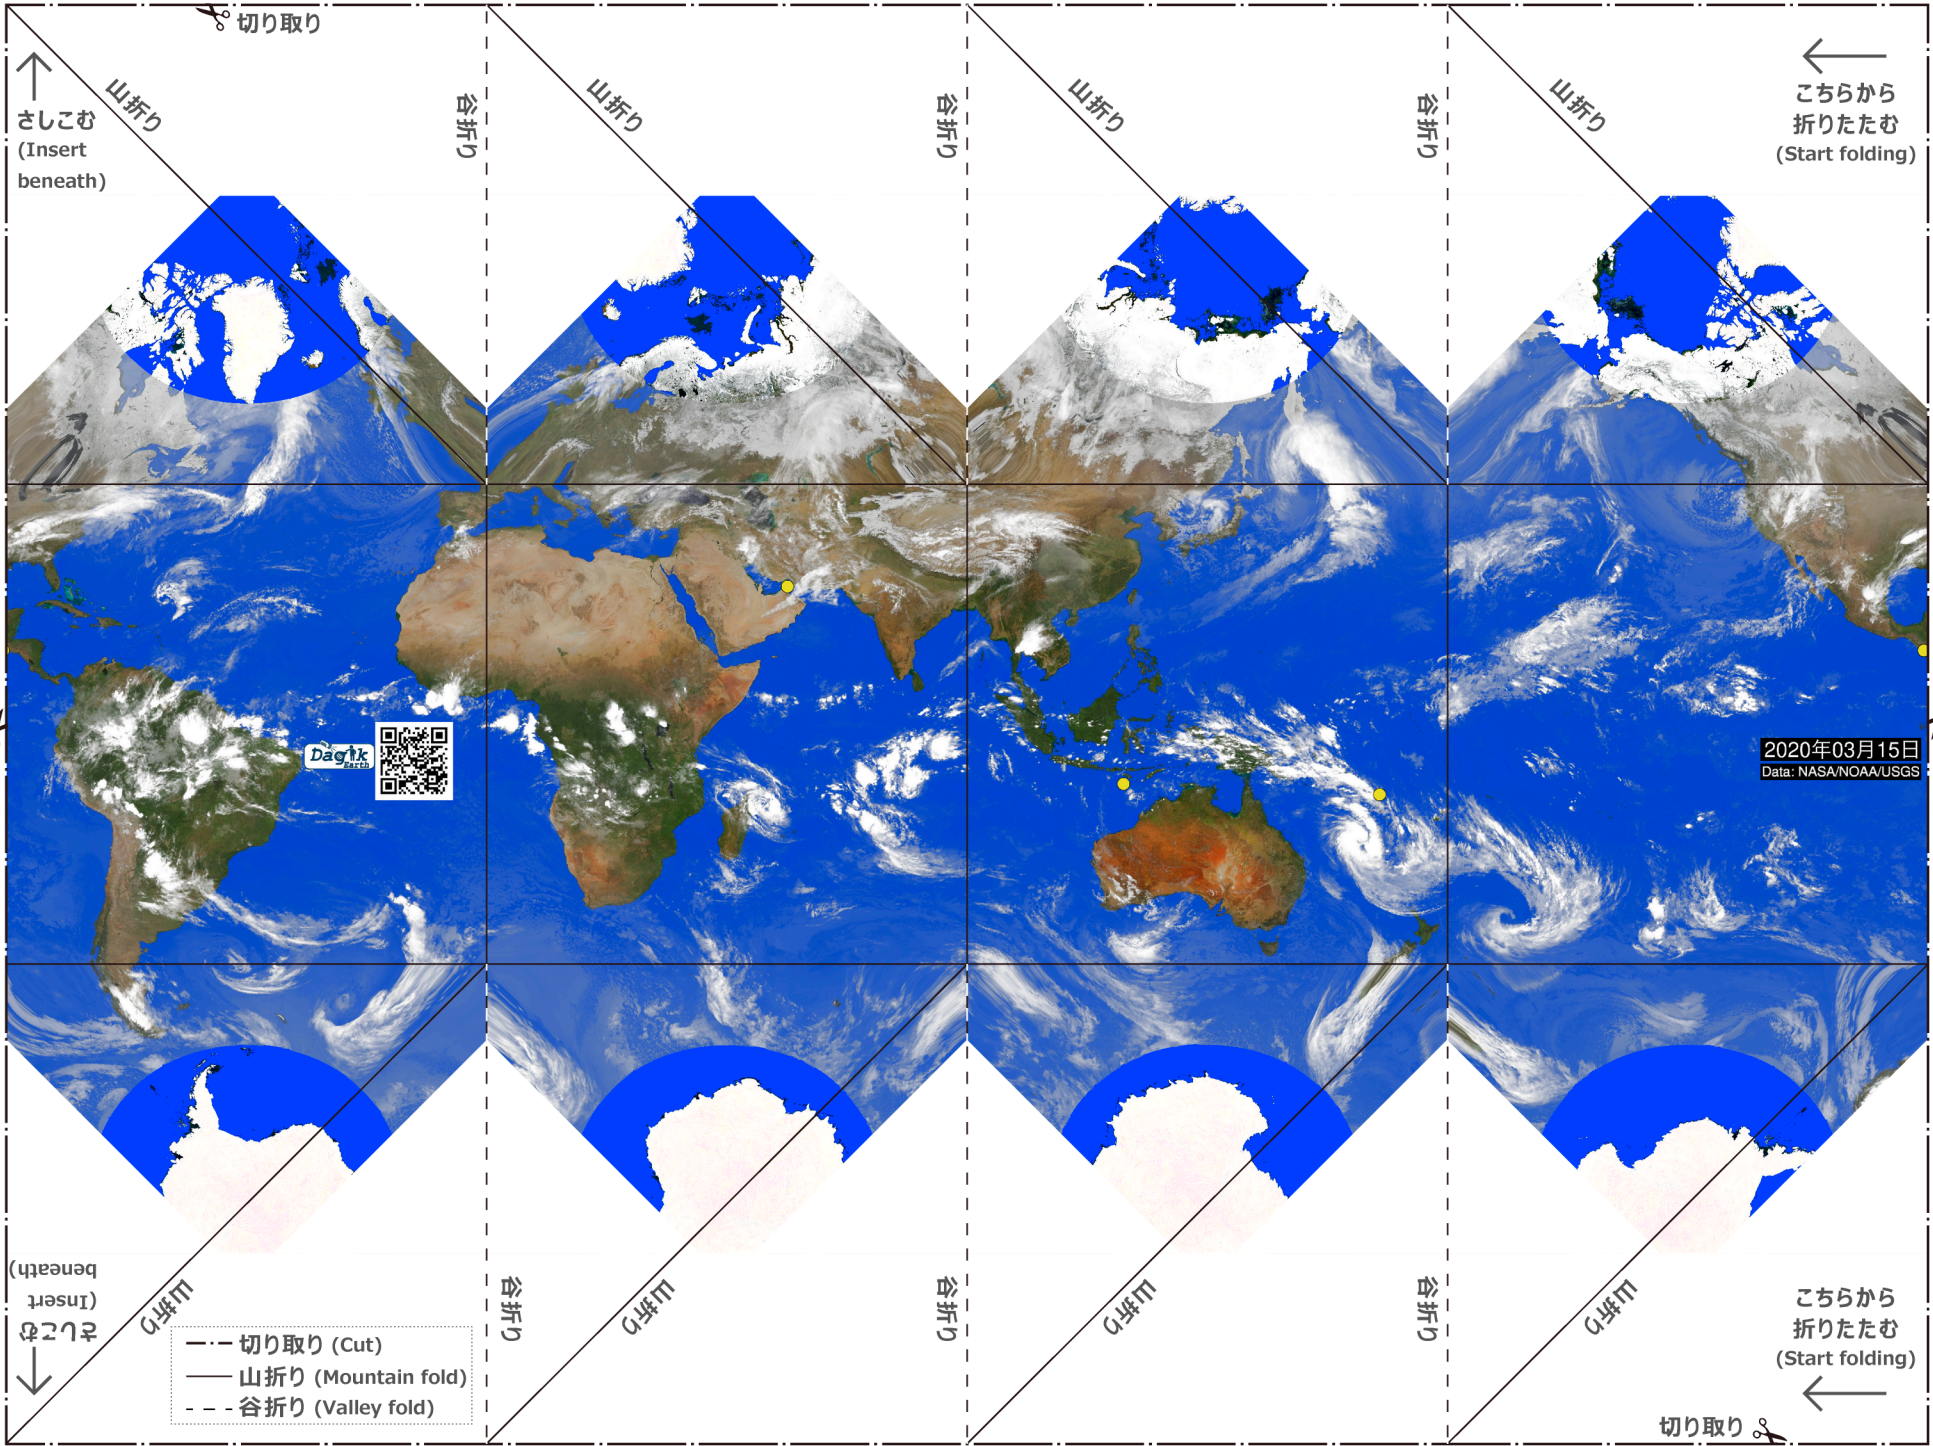 切り取り
山折り
谷折り
山折り
谷折り
山折り
谷折り
山折り
さしこむ
(Insert
beneath)
こちらから
折りたたむ
(Start folding)
Dagik
Earth
2020年03月15日
Data: NASA/NOAA/USGS
さしこむ
(Insert
beneath)
山折り
谷折り
山折り
谷折り
山折り
谷折り
山折り
こちらから
折りたたむ
(Start folding)
切り取り (Cut)
山折り (Mountain fold)
谷折り (Valley fold)
切り取り